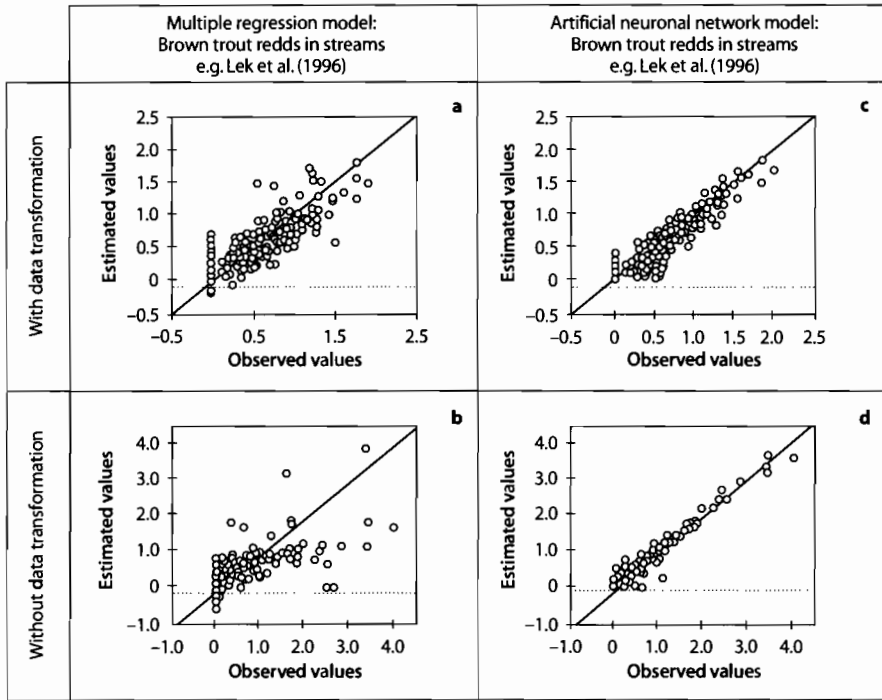 Multiple regression model:
Brown trout redds in streams
e.g. Lek et al. (1996)
Artificial neuronal network model:
Brown trout redds in streams
e.g. Lek et al. (1996)
With data transformation
a
Estimated values
2.5
2.0
1.5
1.0
0.5
0
−0.5
−0.5 0.5 1.5 2.5
Observed values
c
Estimated values
2.5
2.0
1.5
1.0
0.5
0
−0.5
−0.5 0 0.5 1.0 1.5 2.0 2.5
Observed values
Without data transformation
b
Estimated values
4.0
3.0
2.0
1.0
0
−1.0
−1.0 0 1.0 2.0 3.0 4.0
Observed values
d
Estimated values
4.0
3.0
2.0
1.0
0
−1.0
−1.0 0 1.0 2.0 3.0 4.0
Observed values